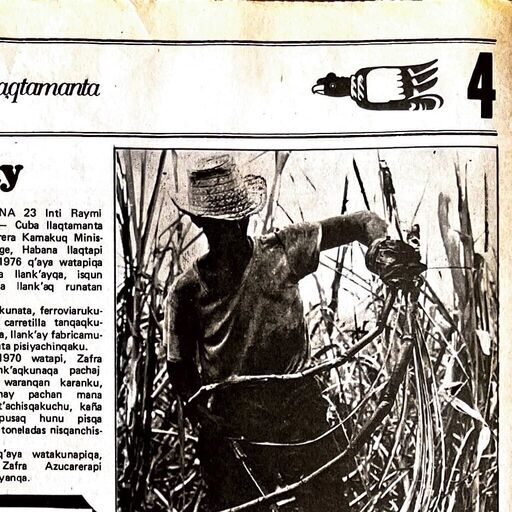 aqtamanta
4
y
NA 23 Inti Raymi
— Cuba llaqtamanta
rera Kamakuq Minis-
ge, Habana llaqtapi
1976 q'aya watapiqa
a llank'ayqa, isqun
a llank'aq runatan
kunata, ferroviaruku-
carretilla tanqaqku-
a, llank'ay fabricamu-
ta pisiyachinqaku.
1970 watapi, Zafra
nk'aqkunaqa pachaj
waranqan karanku,
hay pachan mana
t'achisqakuchu, kaña
pusaq hunu pisqa
toneladas nisqanchis-
q'aya watakunapiqa,
Zafra Azucarerapi
yanqa.